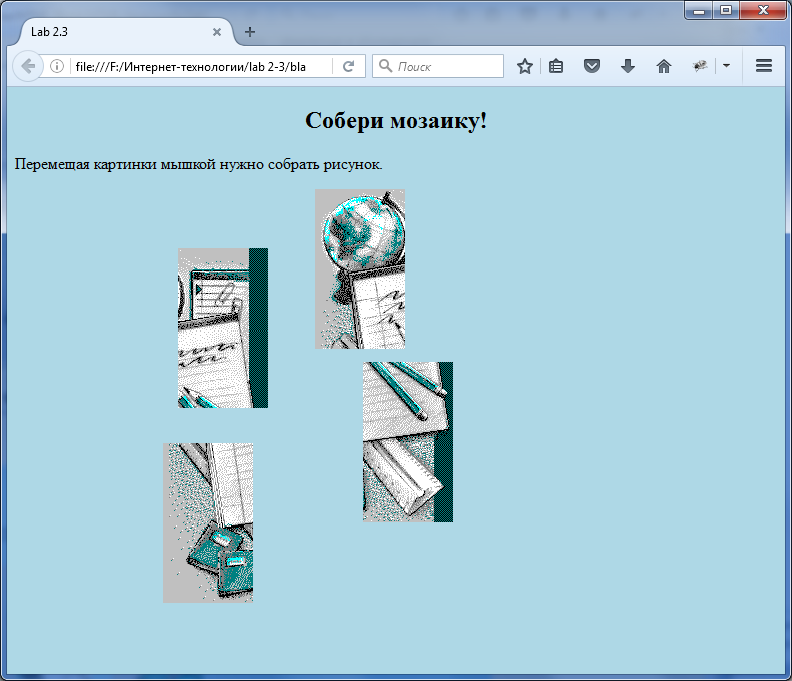 Lab 2.3
file:///F:/Интернет-технологии/lab 2-3/bla
Поиск
Собери мозаику!
Перемещая картинки мышкой нужно собрать рисунок.